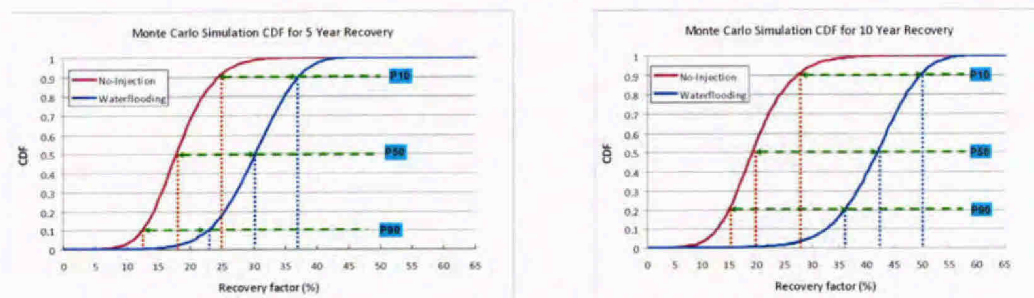 Monte Carlo Simulation CDF for 5 Year Recovery
1
0.9
0.8
0.7
0.6
0.5
0.4
0.3
0.2
0.1
0
CDF
No-Injection
Waterflooding
P10
P50
P90
0 5 10 15 20 25 30 35 40 45 50 55 60 65
Recovery factor (%)
Monte Carlo Simulation CDF for 10 Year Recovery
1
0.9
0.8
0.7
0.6
0.5
0.4
0.3
0.2
0.1
0
CDF
No-Injection
Waterflooding
P10
P50
P90
0 5 10 15 20 25 30 35 40 45 50 55 60 65
Recovery factor (%)